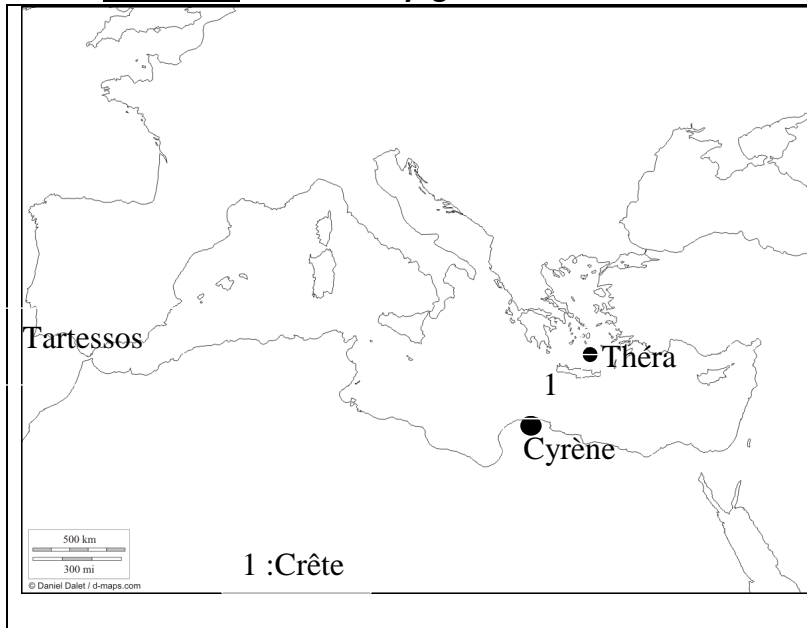 Tartessos
Théra
1
Cyrène
500 km
300 mi
1 :Crête
© Daniel Dalet / d-maps.com